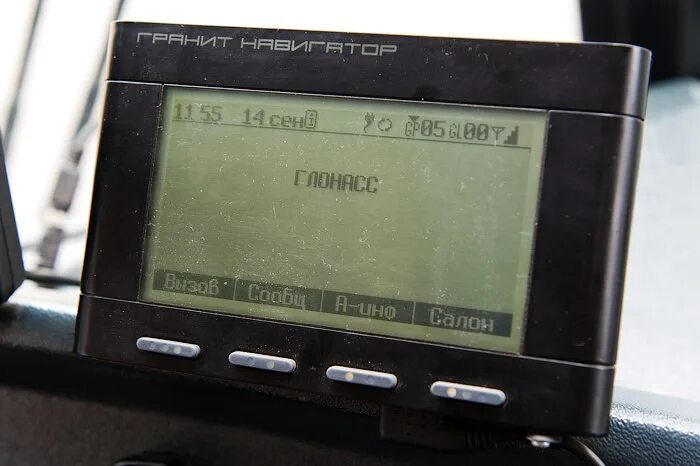 ГРАНИТ НАВИГАТОР
11 55 14 сен GP05 GL00
ГЛОНАСС
Вызов Сообщ А-инф Салон